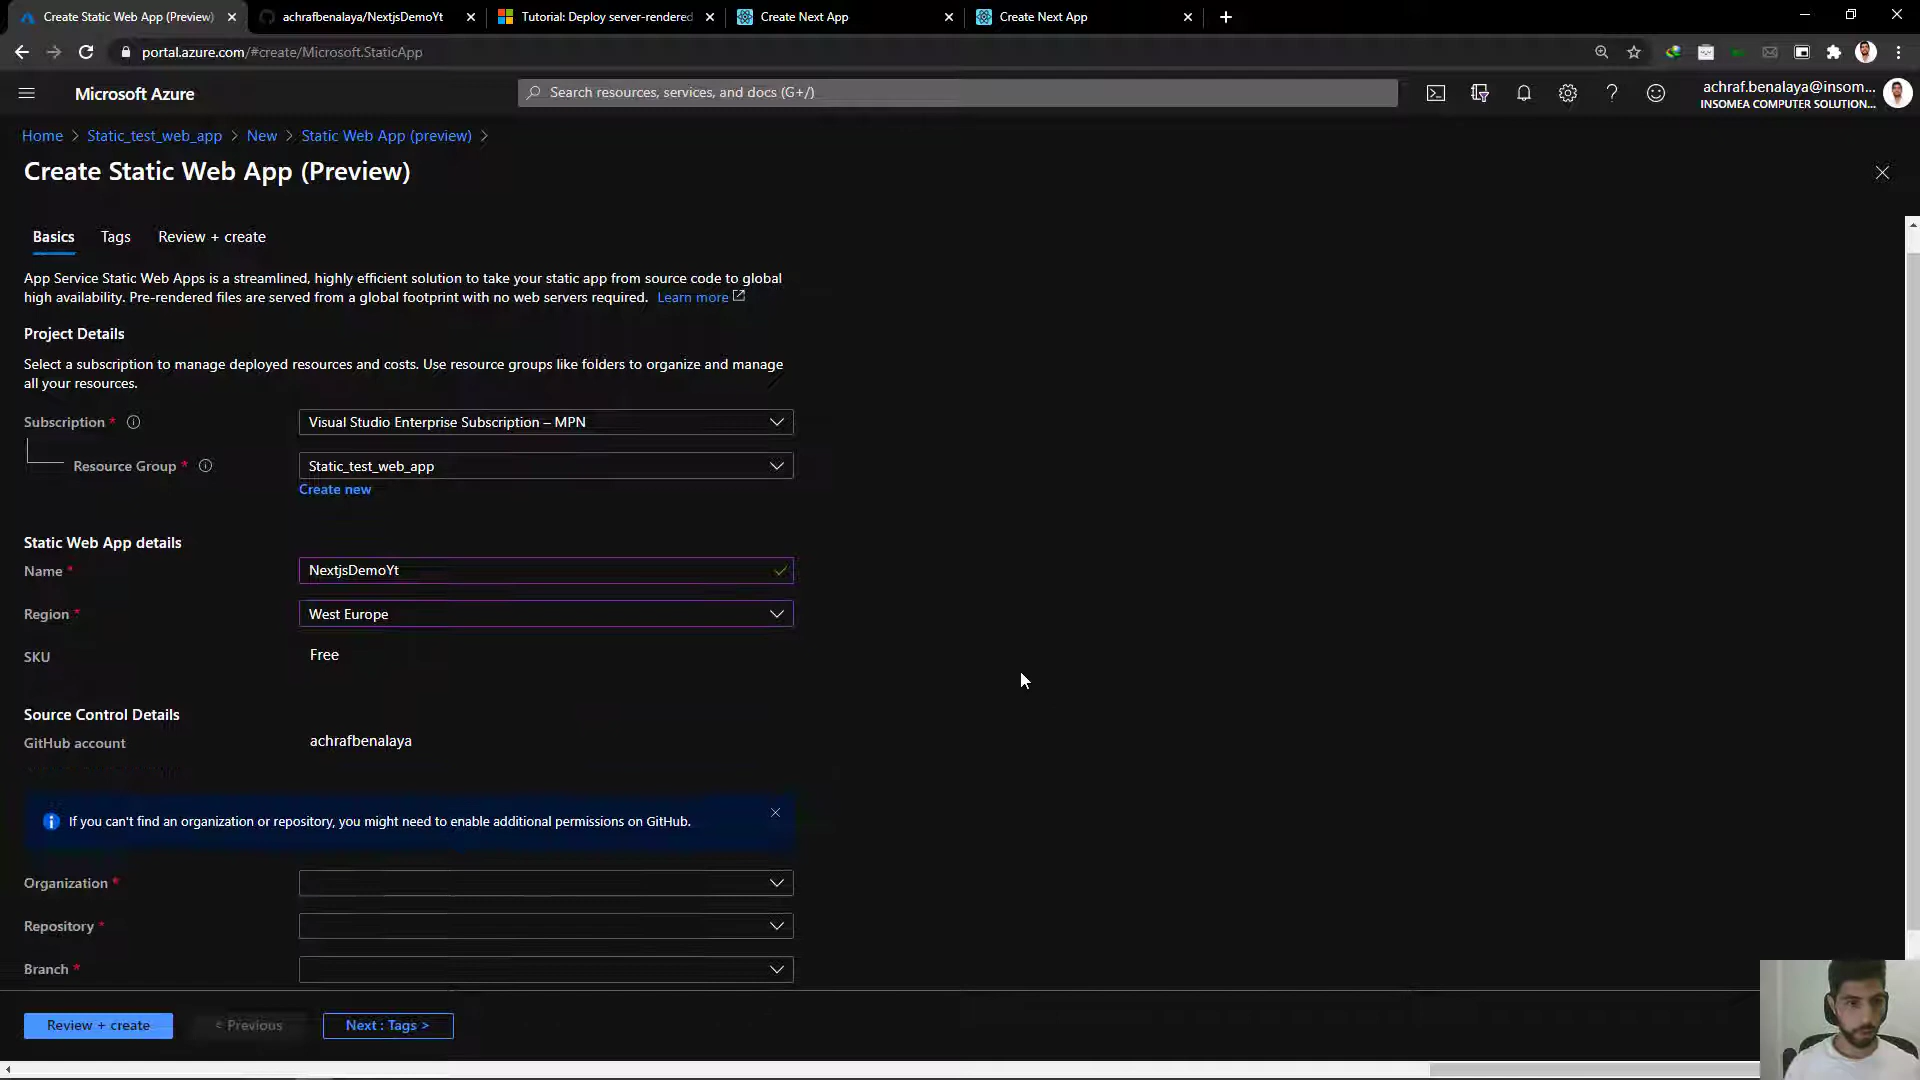 Create Static Web App (Preview)
achrafbenalaya/NextjsDemoYt
Tutorial: Deploy server-rendered
Create Next App
Create Next App
portal.azure.com/#create/Microsoft.StaticApp
Microsoft Azure
Search resources, services, and docs (G+/)
achraf.benalaya@insom...
INSOMEA COMPUTER SOLUTION...
Home > Static_test_web_app > New > Static Web App (preview) >
Create Static Web App (Preview)
Basics Tags Review + create
App Service Static Web Apps is a streamlined, highly efficient solution to take your static app from source code to global
high availability. Pre-rendered files are served from a global footprint with no web servers required. Learn more
Project Details
Select a subscription to manage deployed resources and costs. Use resource groups like folders to organize and manage
all your resources.
Subscription *
Visual Studio Enterprise Subscription – MPN
Resource Group *
Static_test_web_app
Create new
Static Web App details
Name *
NextjsDemoYt
Region *
West Europe
SKU
Free
Source Control Details
GitHub account
achrafbenalaya
If you can't find an organization or repository, you might need to enable additional permissions on GitHub.
Organization *
Repository *
Branch *
Review + create
< Previous
Next : Tags >